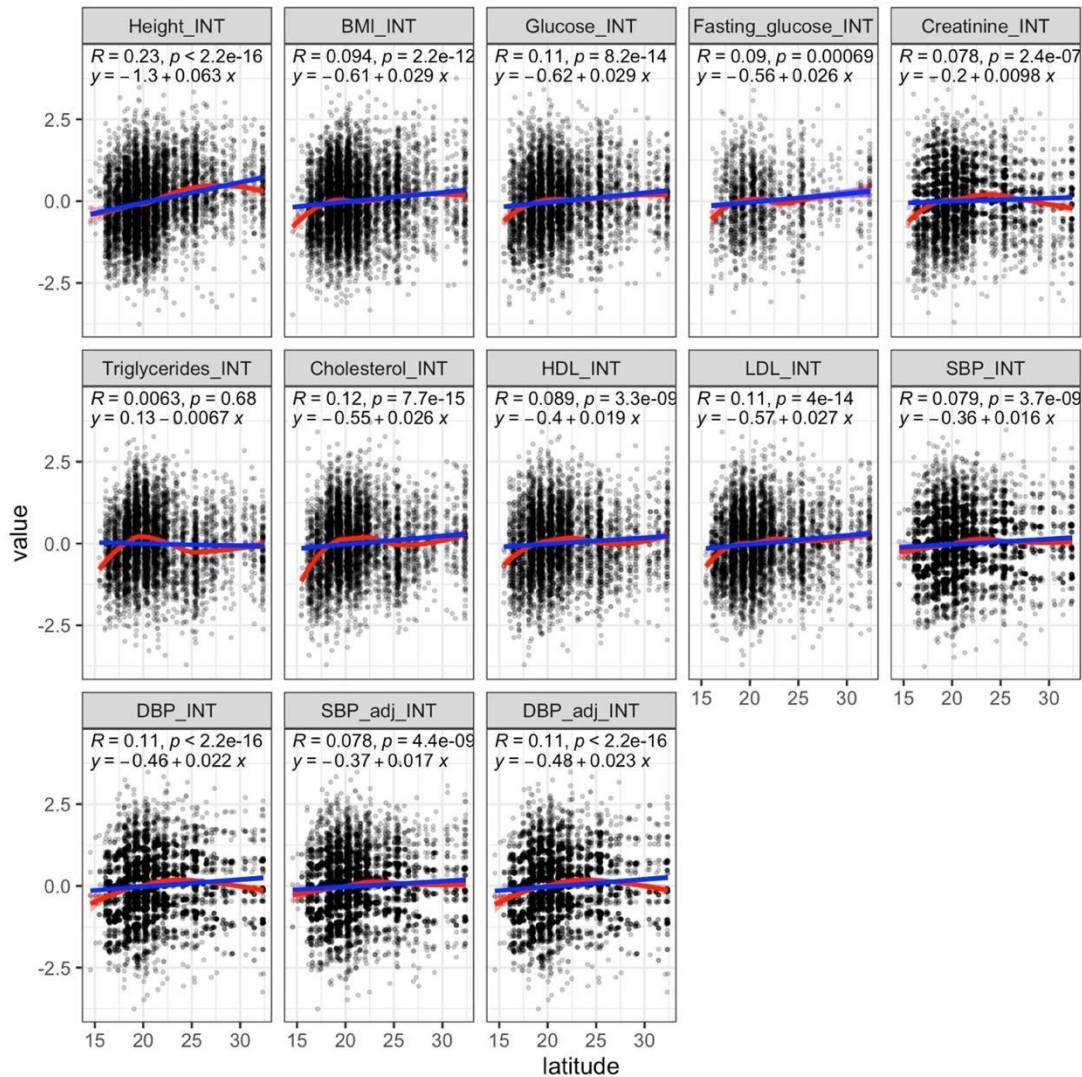 Height_INT
BMI_INT
Glucose_INT
Fasting_glucose_INT
Creatinine_INT
R = 0.23, p < 2.2e-16
y = −1.3 + 0.063 x
R = 0.094, p = 2.2e-12
y = −0.61 + 0.029 x
R = 0.11, p = 8.2e-14
y = −0.62 + 0.029 x
R = 0.09, p = 0.00069
y = −0.56 + 0.026 x
R = 0.078, p = 2.4e-07
y = −0.2 + 0.0098 x
2.5
0.0
-2.5
Triglycerides_INT
Cholesterol_INT
HDL_INT
LDL_INT
SBP_INT
R = 0.0063, p = 0.68
y = 0.13 − 0.0067 x
R = 0.12, p = 7.7e-15
y = −0.55 + 0.026 x
R = 0.089, p = 3.3e-09
y = −0.4 + 0.019 x
R = 0.11, p = 4e-14
y = −0.57 + 0.027 x
R = 0.079, p = 3.7e-09
y = −0.36 + 0.016 x
2.5
0.0
-2.5
value
15 20 25 30
15 20 25 30
DBP_INT
SBP_adj_INT
DBP_adj_INT
R = 0.11, p < 2.2e-16
y = −0.46 + 0.022 x
R = 0.078, p = 4.4e-09
y = −0.37 + 0.017 x
R = 0.11, p < 2.2e-16
y = −0.48 + 0.023 x
2.5
0.0
-2.5
15 20 25 30
15 20 25 30
15 20 25 30
latitude